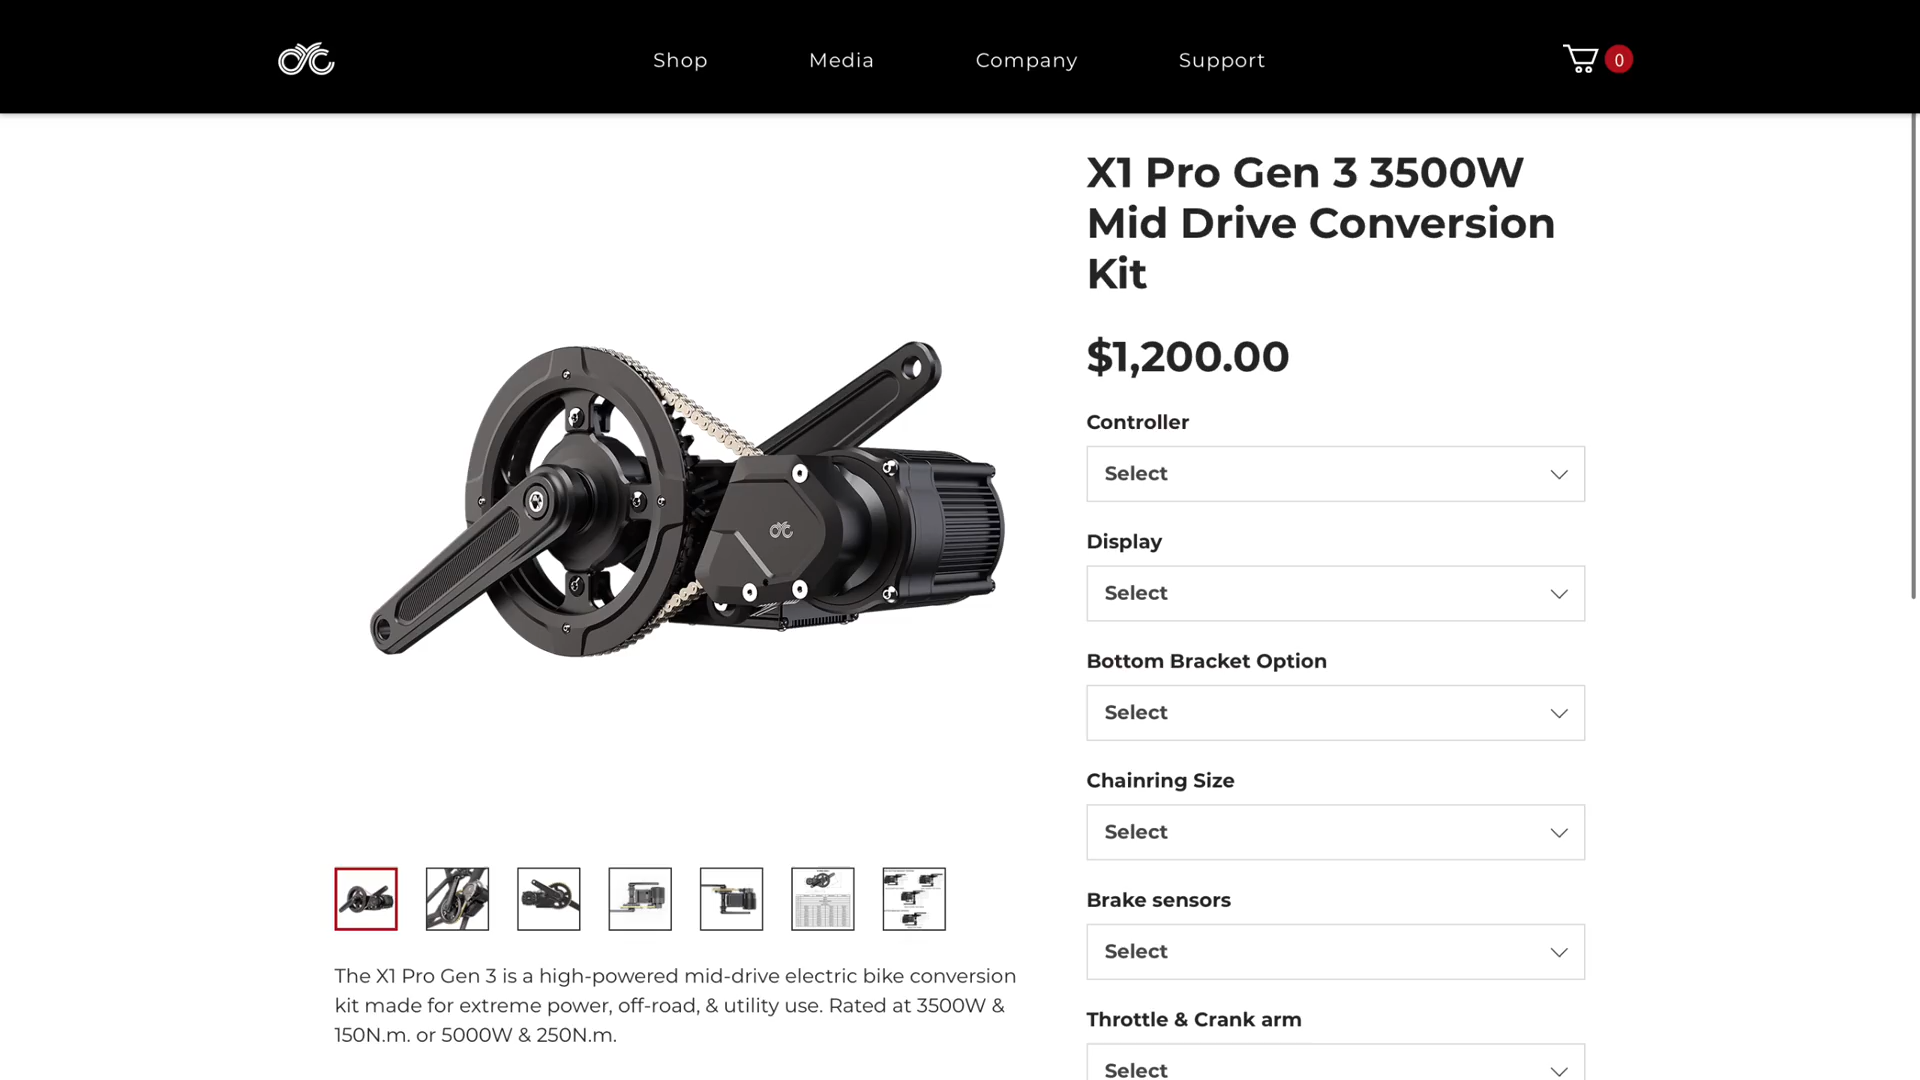 Shop
Media
Company
Support
0
X1 Pro Gen 3 3500W
Mid Drive Conversion
Kit
$1,200.00
Controller
Select
Display
Select
Bottom Bracket Option
Select
Chainring Size
Select
Brake sensors
Select
Throttle & Crank arm
Select
The X1 Pro Gen 3 is a high-powered mid-drive electric bike conversion
kit made for extreme power, off-road, & utility use. Rated at 3500W &
150N.m. or 5000W & 250N.m.